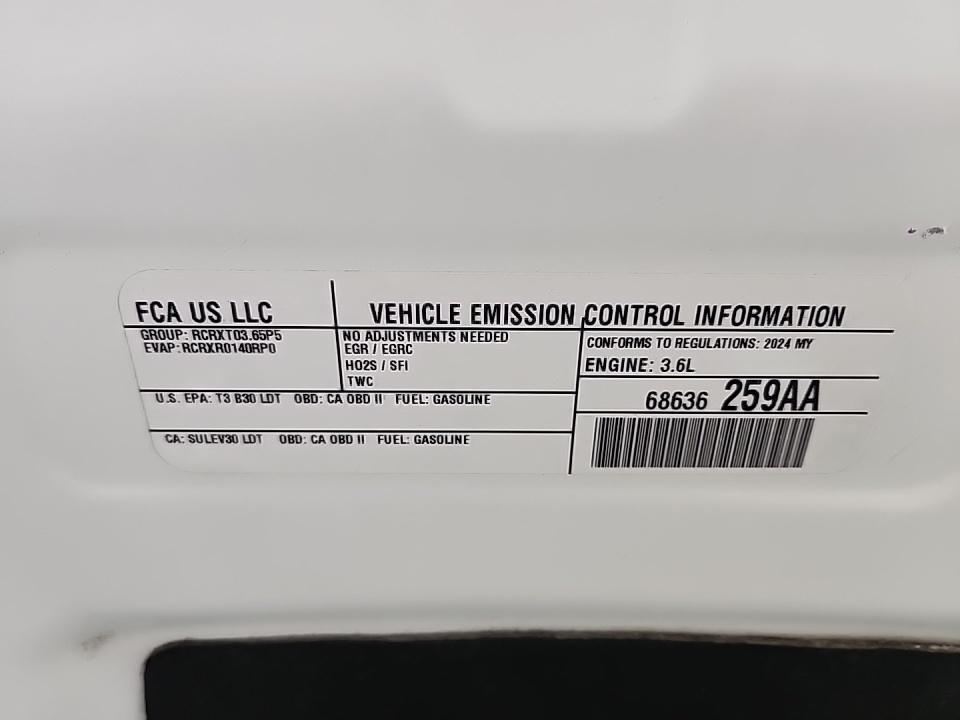 FCA US LLC
VEHICLE EMISSION CONTROL INFORMATION
GROUP: RCRXT03.65P5
EVAP: RCRXR0140RP0
NO ADJUSTMENTS NEEDED
EGR / EGRC
HO2S / SFI
TWC
CONFORMS TO REGULATIONS: 2024 MY
ENGINE: 3.6L
U.S. EPA: T3 B30 LDT OBD: CA OBD II FUEL: GASOLINE
68636 259AA
CA: SULEV30 LDT OBD: CA OBD II FUEL: GASOLINE